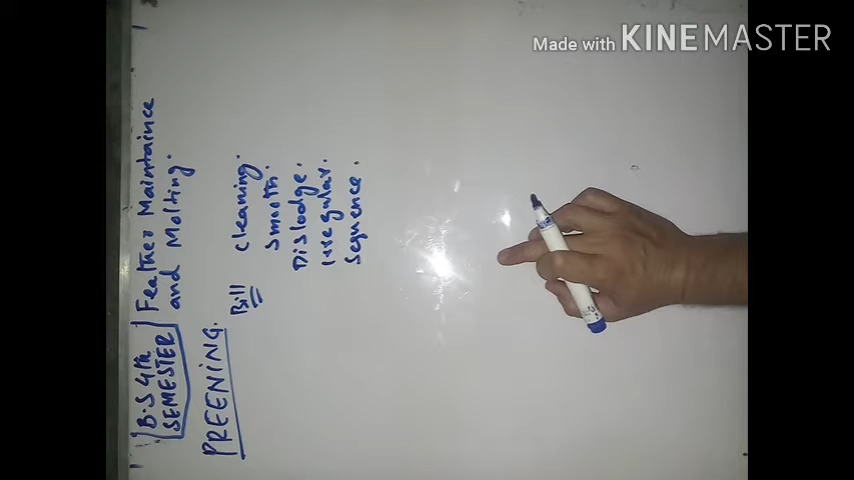 Made with KINEMASTER
B.S 4th Feather Maintaince
SEMESTER and Molting.
PREENING.
Bill cleaning.
Smooth.
Dislodge.
Irregular.
Sequence.